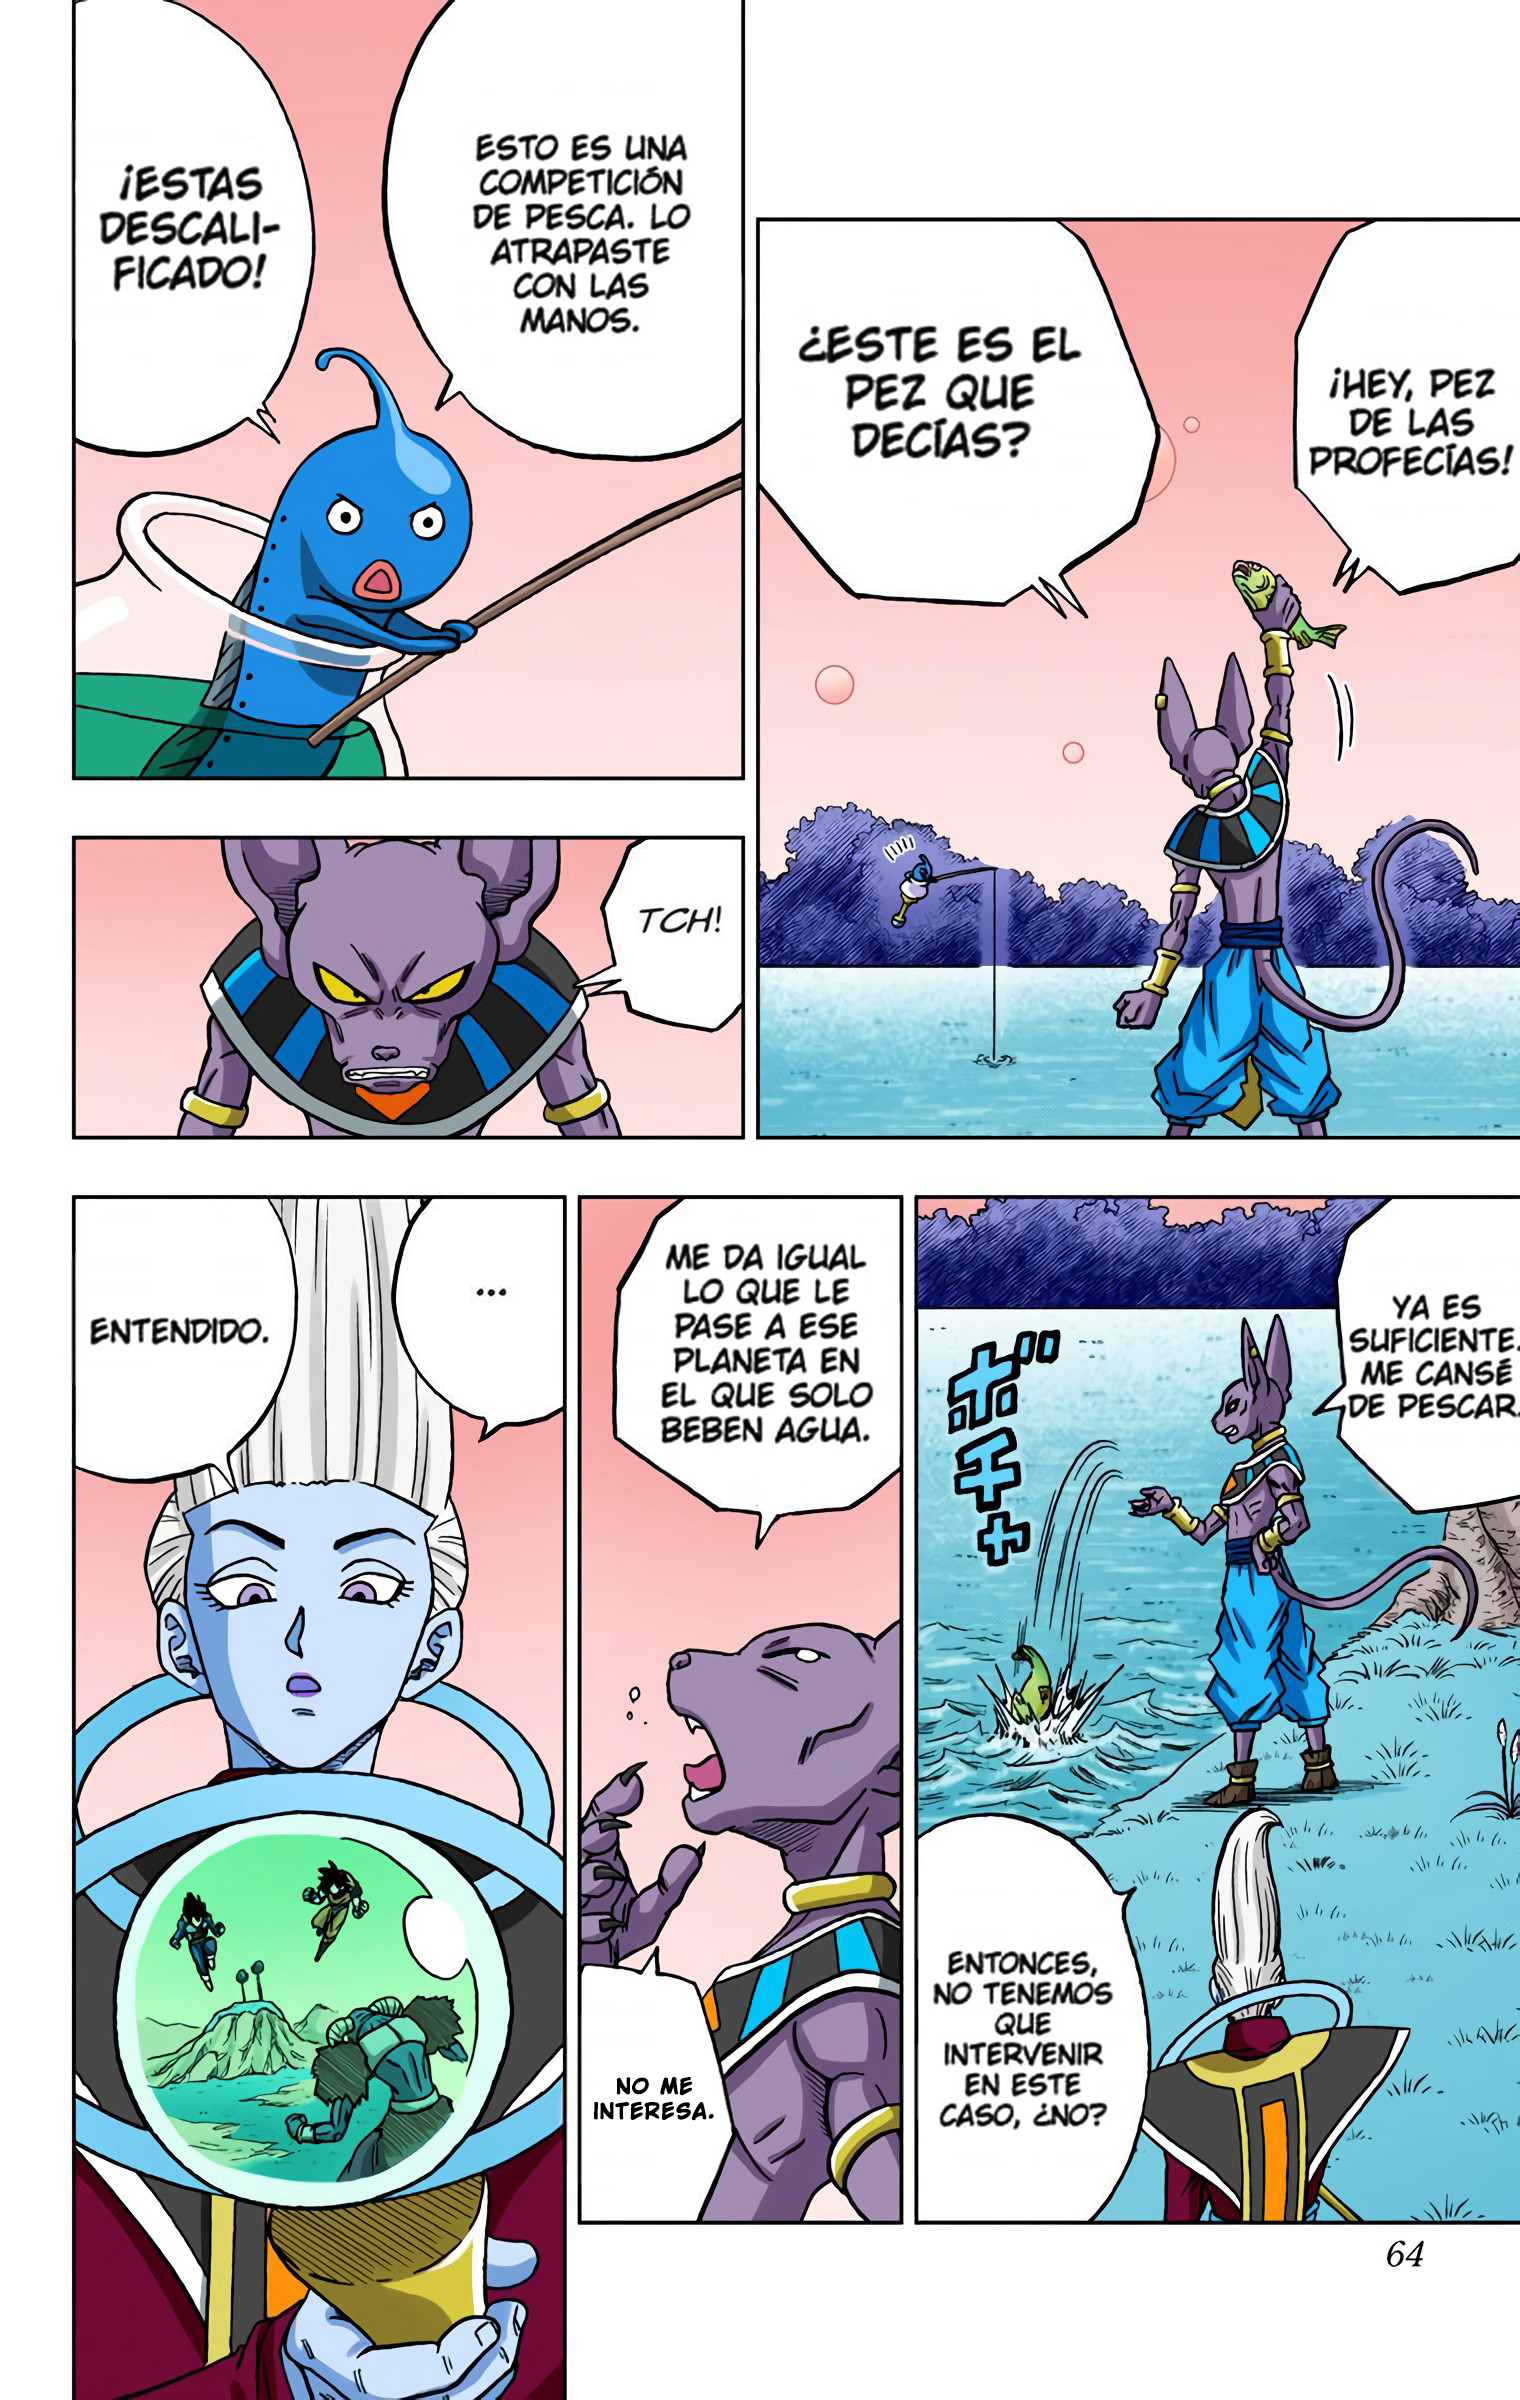 ¡HEY, PEZ
DE LAS
PROFECÍAS!
¿ESTE ES EL
PEZ QUE
DECÍAS?
ESTO ES UNA
COMPETICIÓN
DE PESCA. LO
ATRAPASTE
CON LAS
MANOS.
¡ESTAS
DESCALI-
FICADO!
TCH!
YA ES
SUFICIENTE.
ME CANSÉ
DE PESCAR.
ボチャ
ENTONCES,
NO TENEMOS
QUE
INTERVENIR
EN ESTE
CASO, ¿NO?
ME DA IGUAL
LO QUE LE
PASE A ESE
PLANETA EN
EL QUE SOLO
BEBEN AGUA.
NO ME
INTERESA.
...
ENTENDIDO.
64